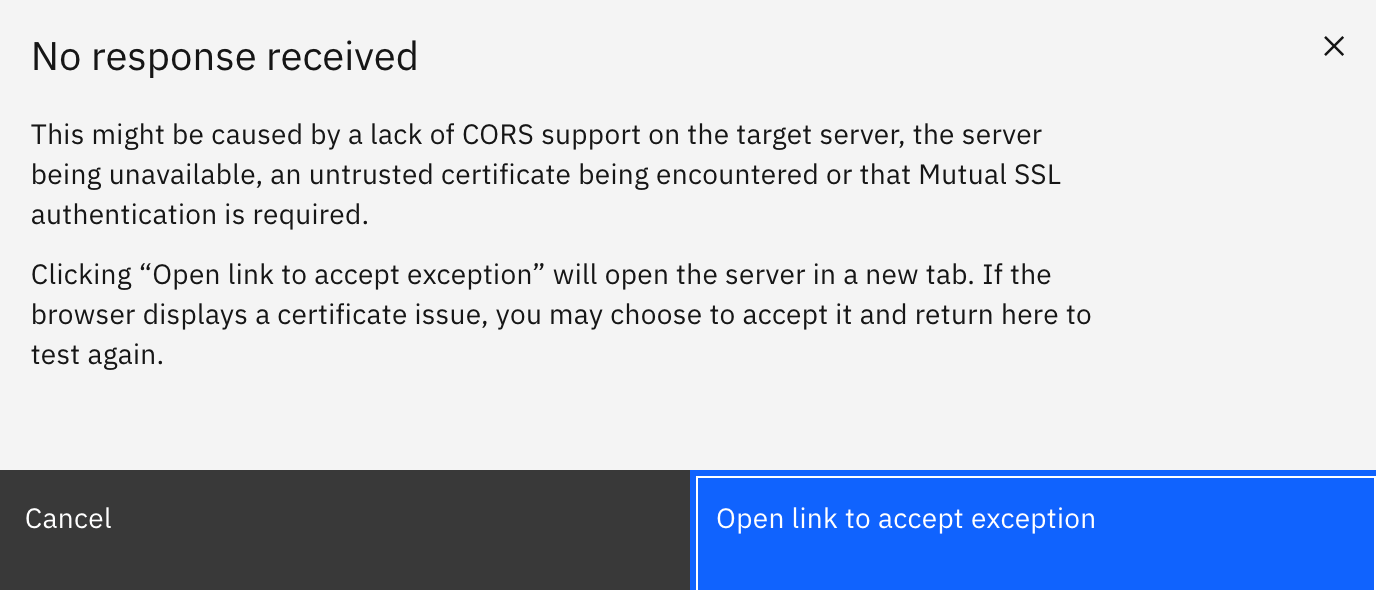 No response received
This might be caused by a lack of CORS support on the target server, the server
being unavailable, an untrusted certificate being encountered or that Mutual SSL
authentication is required.
Clicking “Open link to accept exception” will open the server in a new tab. If the
browser displays a certificate issue, you may choose to accept it and return here to
test again.
Cancel
Open link to accept exception